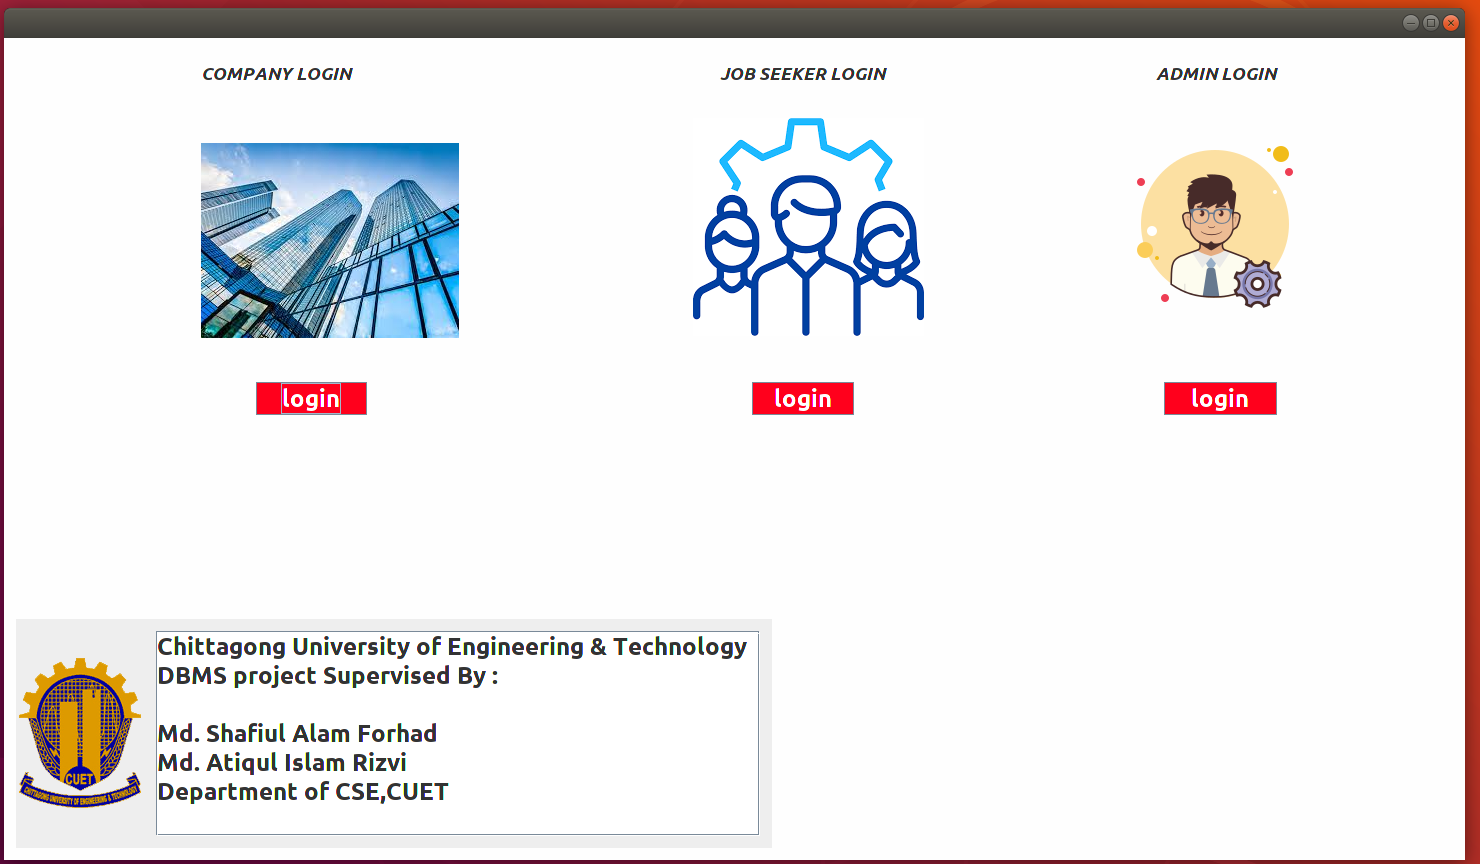 COMPANY LOGIN
JOB SEEKER LOGIN
ADMIN LOGIN
login
login
login
Chittagong University of Engineering & Technology
DBMS project Supervised By :
Md. Shafiul Alam Forhad
Md. Atiqul Islam Rizvi
Department of CSE,CUET
CUET
CHITTAGONG UNIVERSITY OF ENGINEERING & TECHNOLOGY